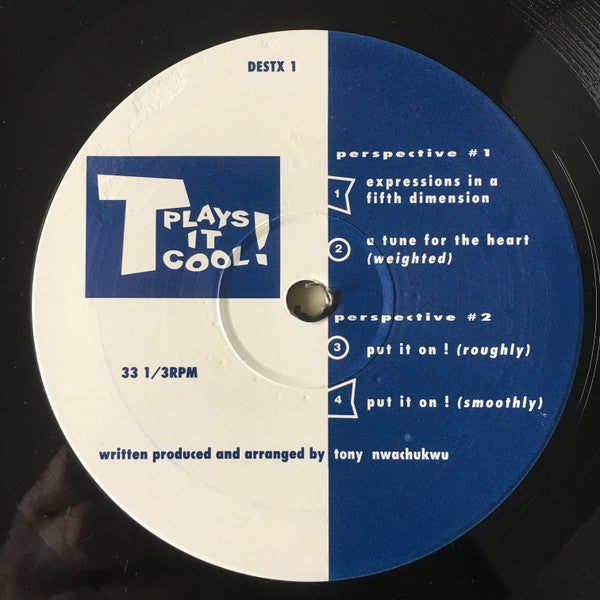 DESTX 1
T PLAYS
IT
COOL!
33 1/3RPM
perspective #1
1 expressions in a
fifth dimension
2 a tune for the heart
(weighted)
perspective #2
3 put it on ! (roughly)
4 put it on ! (smoothly)
written produced and arranged by tony nwachukwu